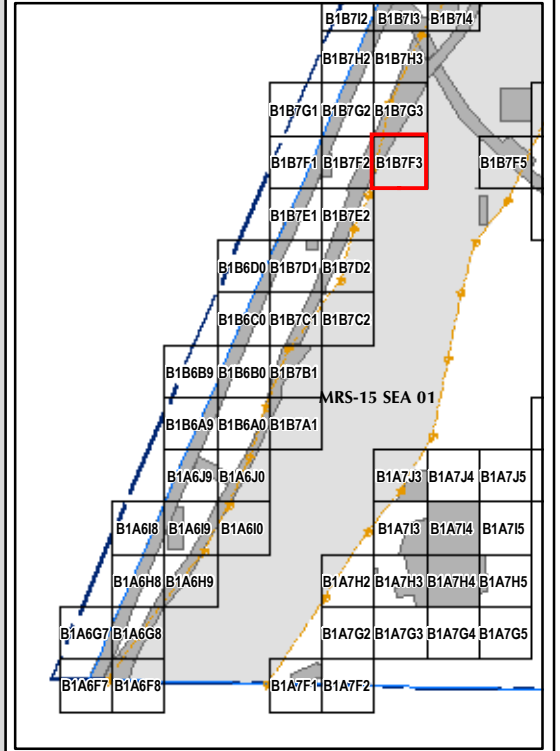 B1B7I2 B1B7I3 B1B7I4
B1B7H2 B1B7H3
B1B7G1 B1B7G2 B1B7G3
B1B7F1 B1B7F2 B1B7F3 B1B7F5
B1B7E1 B1B7E2
B1B6D0 B1B7D1 B1B7D2
B1B6C0 B1B7C1 B1B7C2
B1B6B9 B1B6B0 B1B7B1
MRS-15 SEA 01
B1B6A9 B1B6A0 B1B7A1
B1A6J9 B1A6J0 B1A7J3 B1A7J4 B1A7J5
B1A6I8 B1A6I9 B1A6I0 B1A7I3 B1A7I4 B1A7I5
B1A6H8 B1A6H9 B1A7H2 B1A7H3 B1A7H4 B1A7H5
B1A6G7 B1A6G8 B1A7G2 B1A7G3 B1A7G4 B1A7G5
B1A6F7 B1A6F8 B1A7F1 B1A7F2